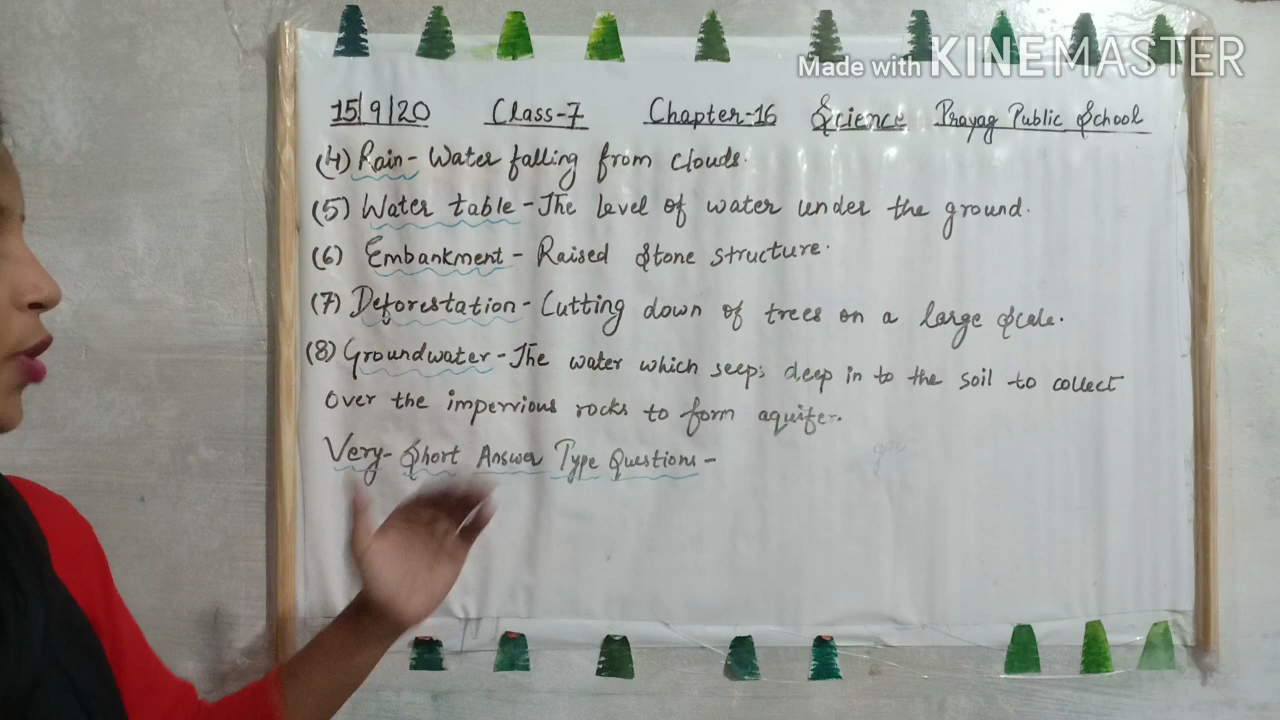 Made with KINEMASTER
15/9/20 Class-7 Chapter-16 Science Prayag Public School
(4) Rain- Water falling from clouds.
(5) Water table - The level of water under the ground.
(6) Embankment - Raised stone structure.
(7) Deforestation - Cutting down of trees on a large scale.
(8) Groundwater - The water which seeps deep in to the soil to collect
over the impervious rocks to form aquifer.
Very- Short Answer Type Questions -